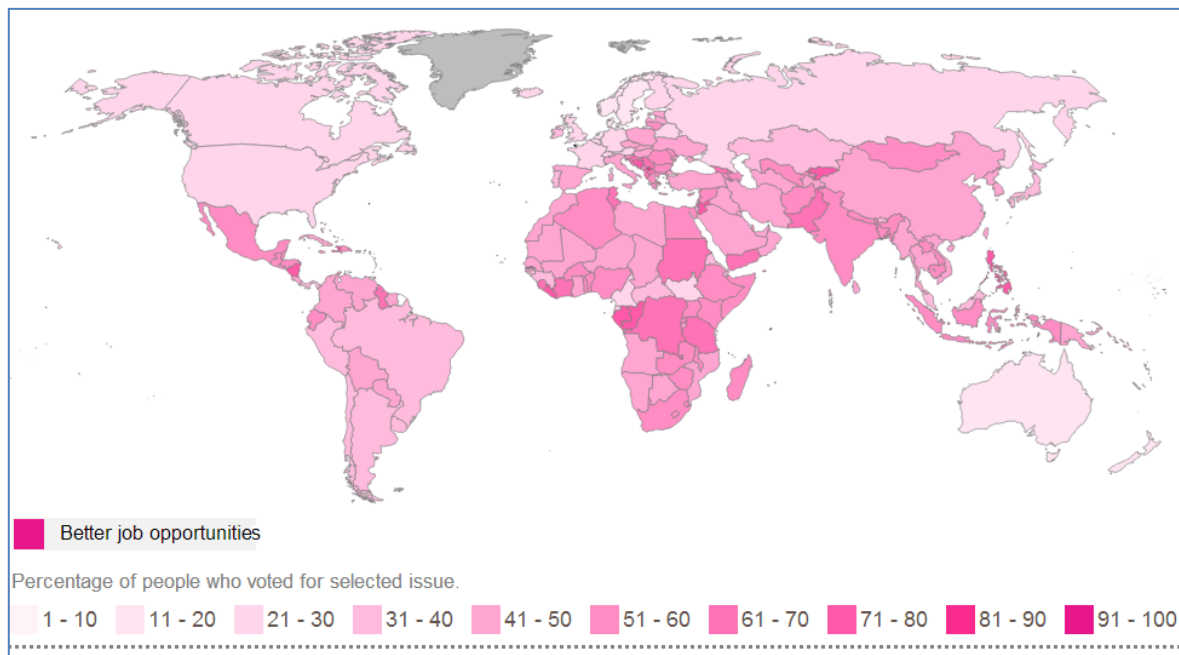 Better job opportunities
Percentage of people who voted for selected issue.
1 - 10 11 - 20 21 - 30 31 - 40 41 - 50 51 - 60 61 - 70 71 - 80 81 - 90 91 - 100